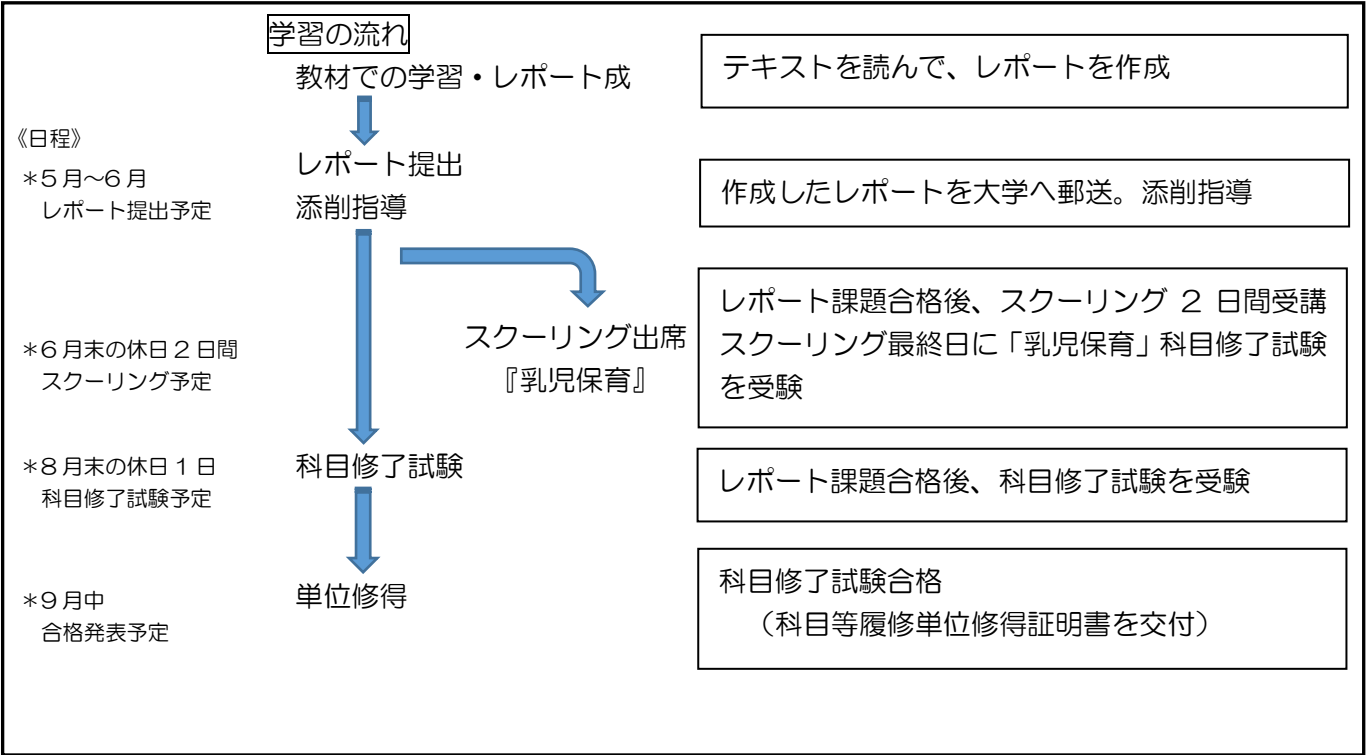 学習の流れ
教材での学習・レポート成
テキストを読んで、レポートを作成
《日程》
＊５月～６月
レポート提出予定
レポート提出
添削指導
作成したレポートを大学へ郵送。添削指導
＊６月末の休日２日間
スクーリング予定
スクーリング出席
『乳児保育』
レポート課題合格後、スクーリング 2 日間受講
スクーリング最終日に「乳児保育」科目修了試験
を受験
＊８月末の休日１日
科目修了試験予定
科目修了試験
レポート課題合格後、科目修了試験を受験
＊９月中
合格発表予定
単位修得
科目修了試験合格
（科目等履修単位修得証明書を交付）